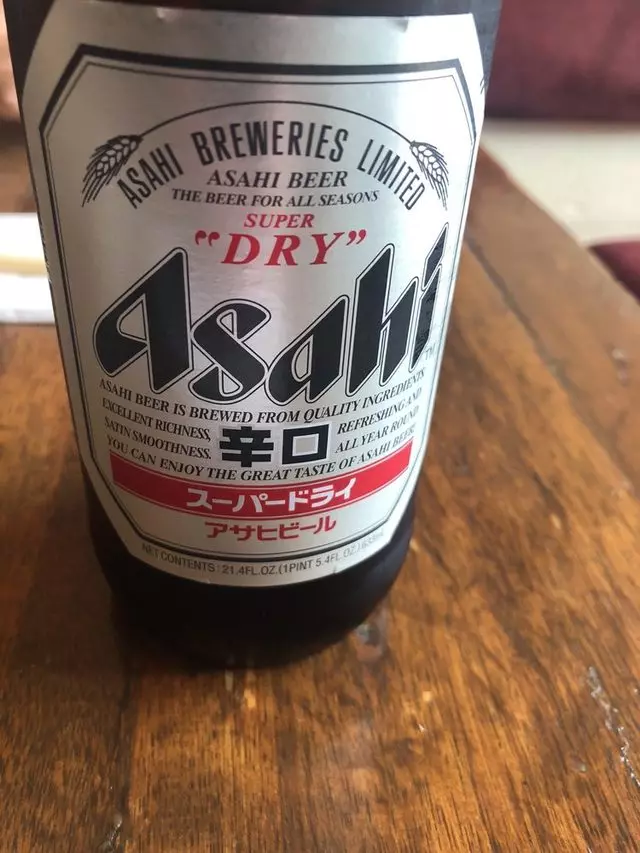 ASAHI BREWERIES LIMITED
ASAHI BEER
THE BEER FOR ALL SEASONS
SUPER
"DRY"
Asahi
TM
ASAHI BEER IS BREWED FROM QUALITY INGREDIENTS
EXCELLENT RICHNESS, REFRESHING AND
SATIN SMOOTHNESS. ALL YEAR ROUND
辛口
YOU CAN ENJOY THE GREAT TASTE OF ASAHI BEER
スーパードライ
アサヒビール
NET CONTENTS: 21.4FL.OZ.(1PINT 5.4FL.OZ.) 633ml